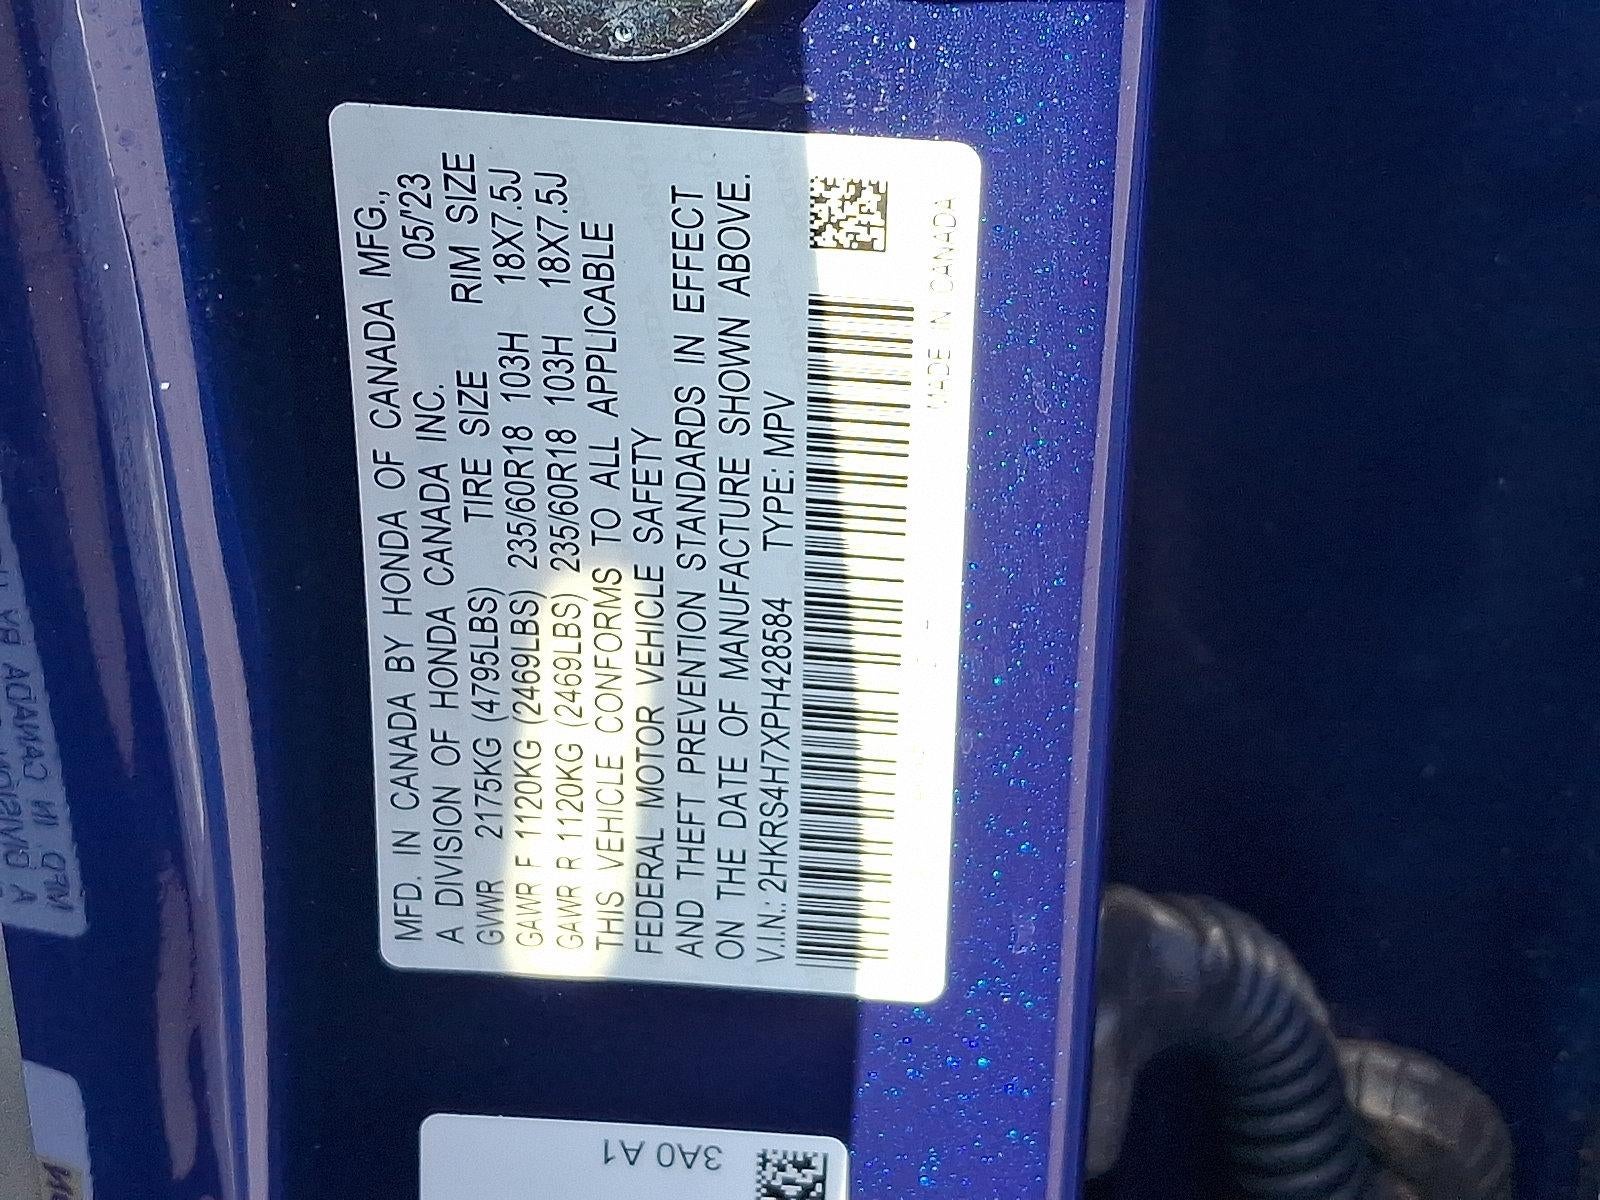 MFD. IN CANADA BY HONDA OF CANADA MFG.,
A DIVISION OF HONDA CANADA INC. 05/'23
GVWR 2175KG (4795LBS) TIRE SIZE RIM SIZE
GAWR F 1120KG (2469LBS) 235/60R18 103H 18X7.5J
GAWR R 1120KG (2469LBS) 235/60R18 103H 18X7.5J
THIS VEHICLE CONFORMS TO ALL APPLICABLE
FEDERAL MOTOR VEHICLE SAFETY
AND THEFT PREVENTION STANDARDS IN EFFECT
ON THE DATE OF MANUFACTURE SHOWN ABOVE.
V.I.N.: 2HKRS4H7XPH428584 TYPE: MPV
MADE IN CANADA
3A0 A1